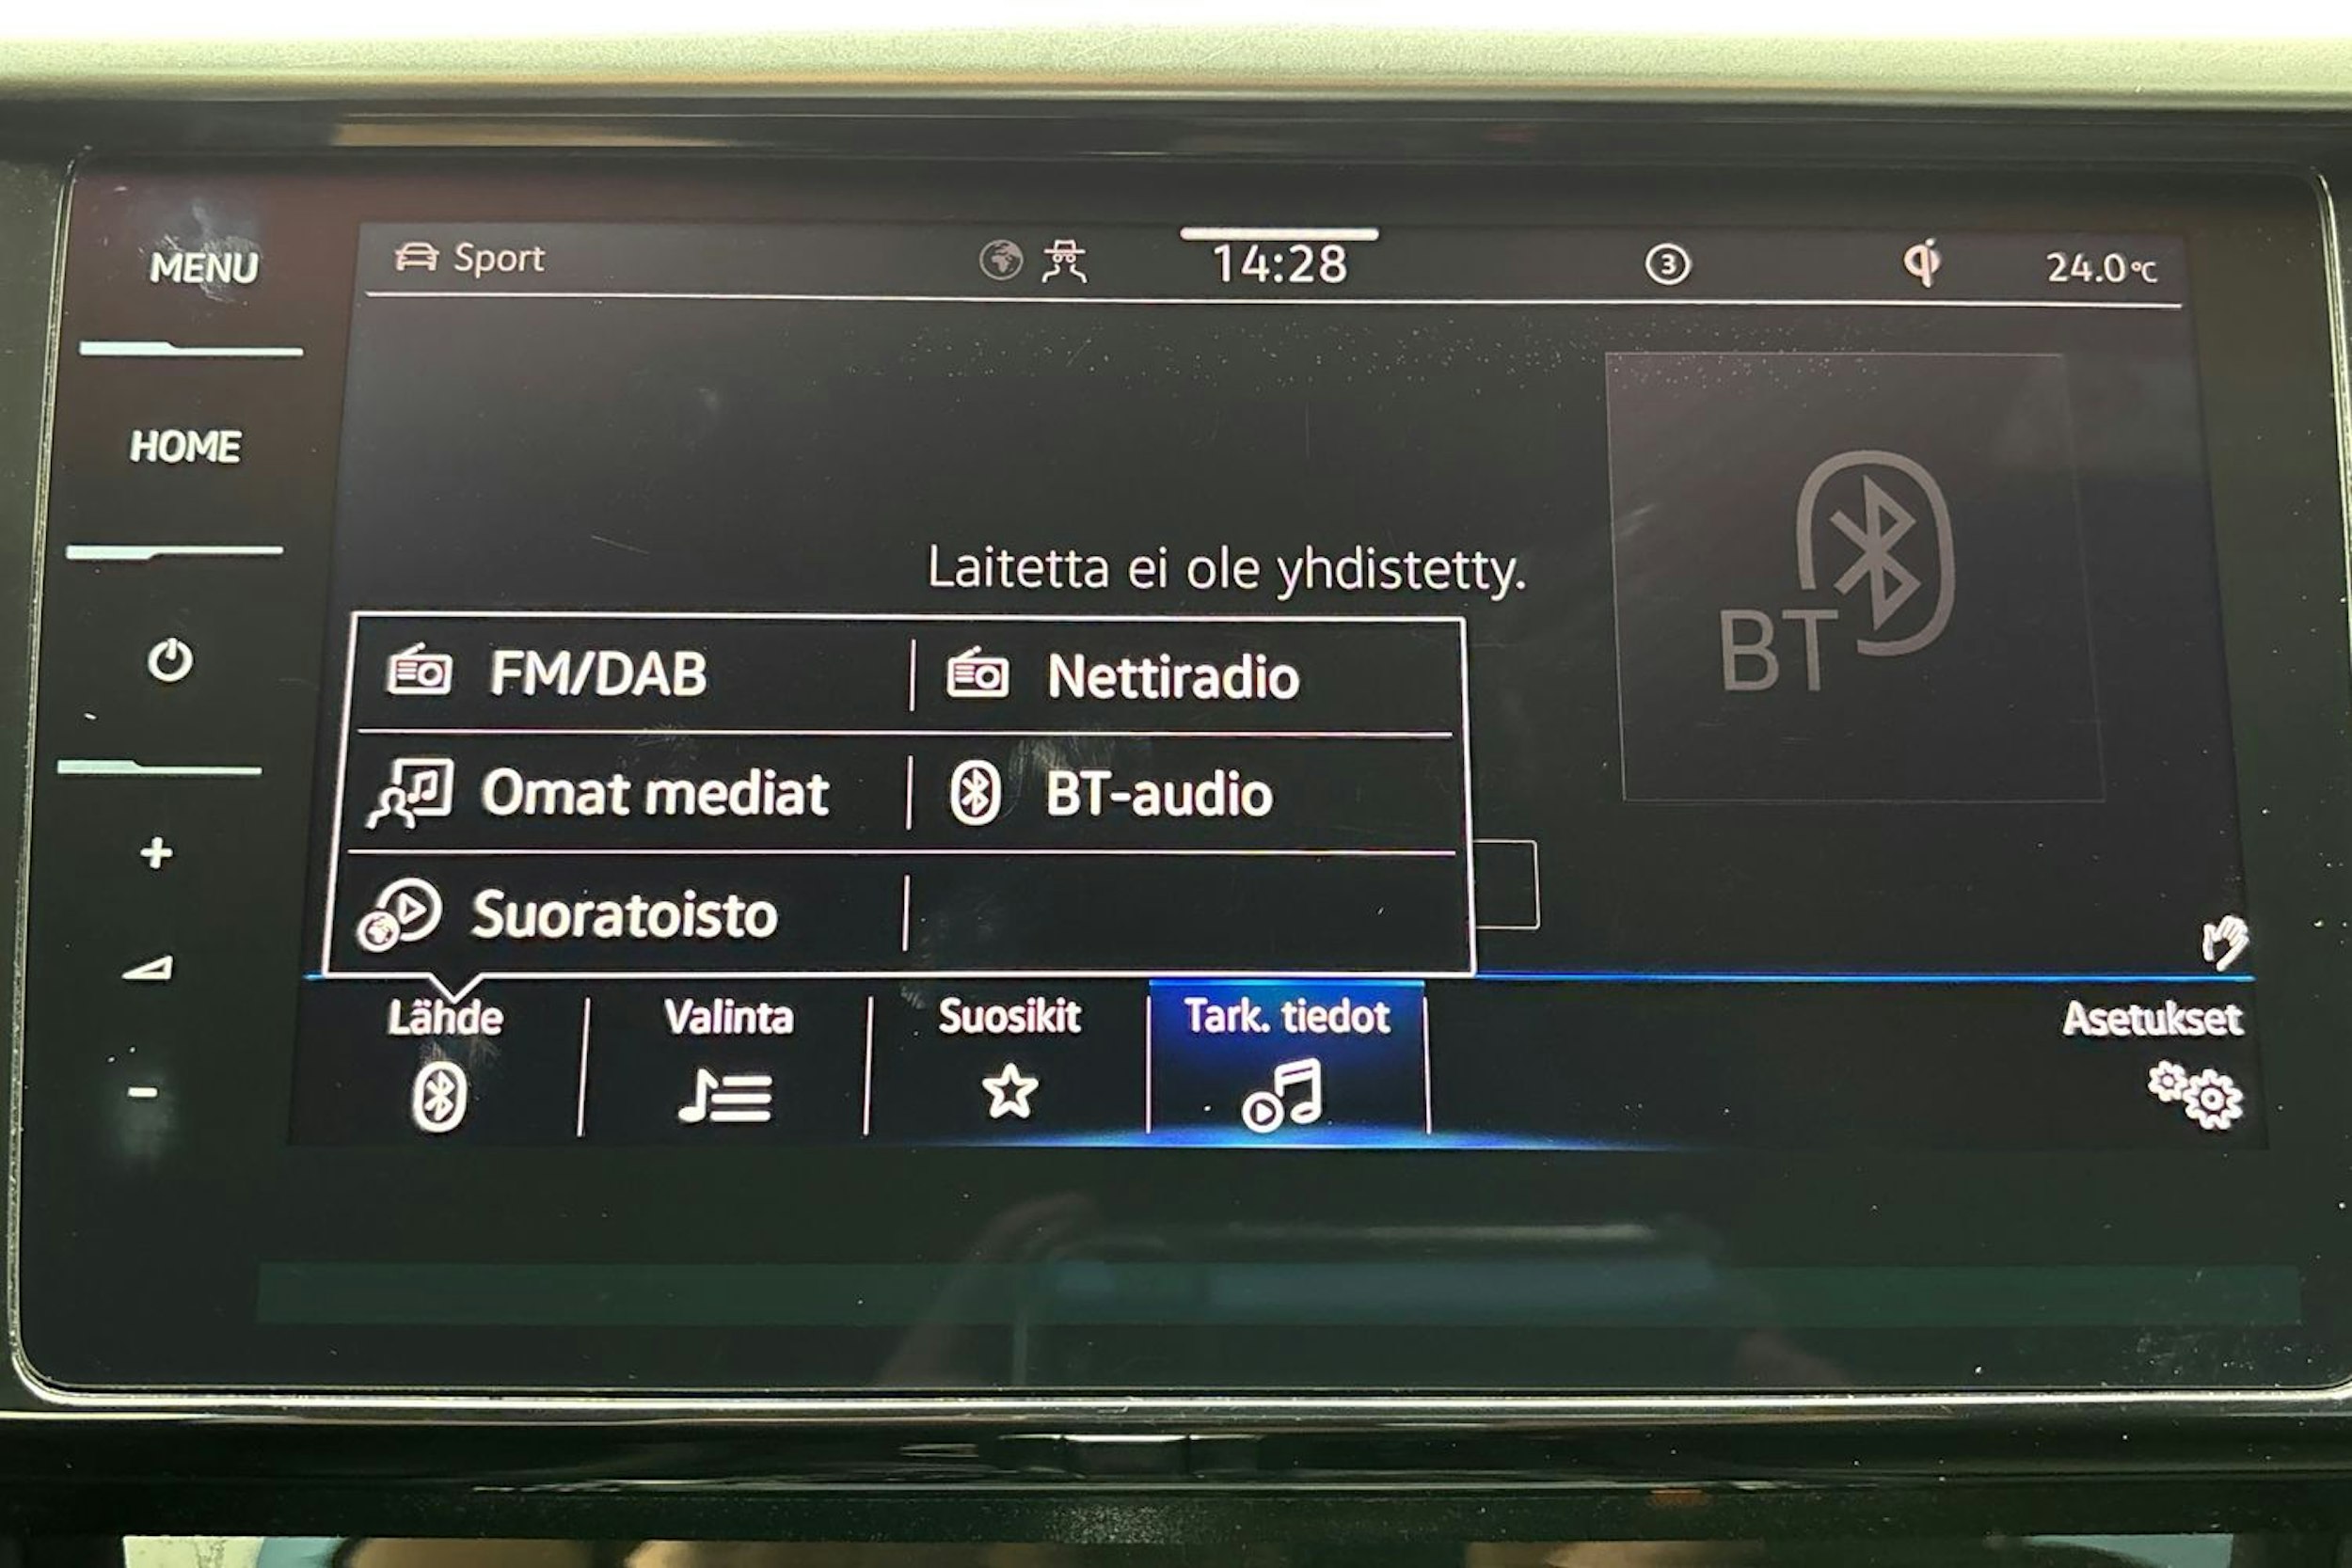 MENU
Sport
14:28
3
24.0°C
HOME
Laitetta ei ole yhdistetty.
BT
FM/DAB
Nettiradio
Omat mediat
BT-audio
Suoratoisto
Lähde
Valinta
Suosikit
Tark. tiedot
Asetukset